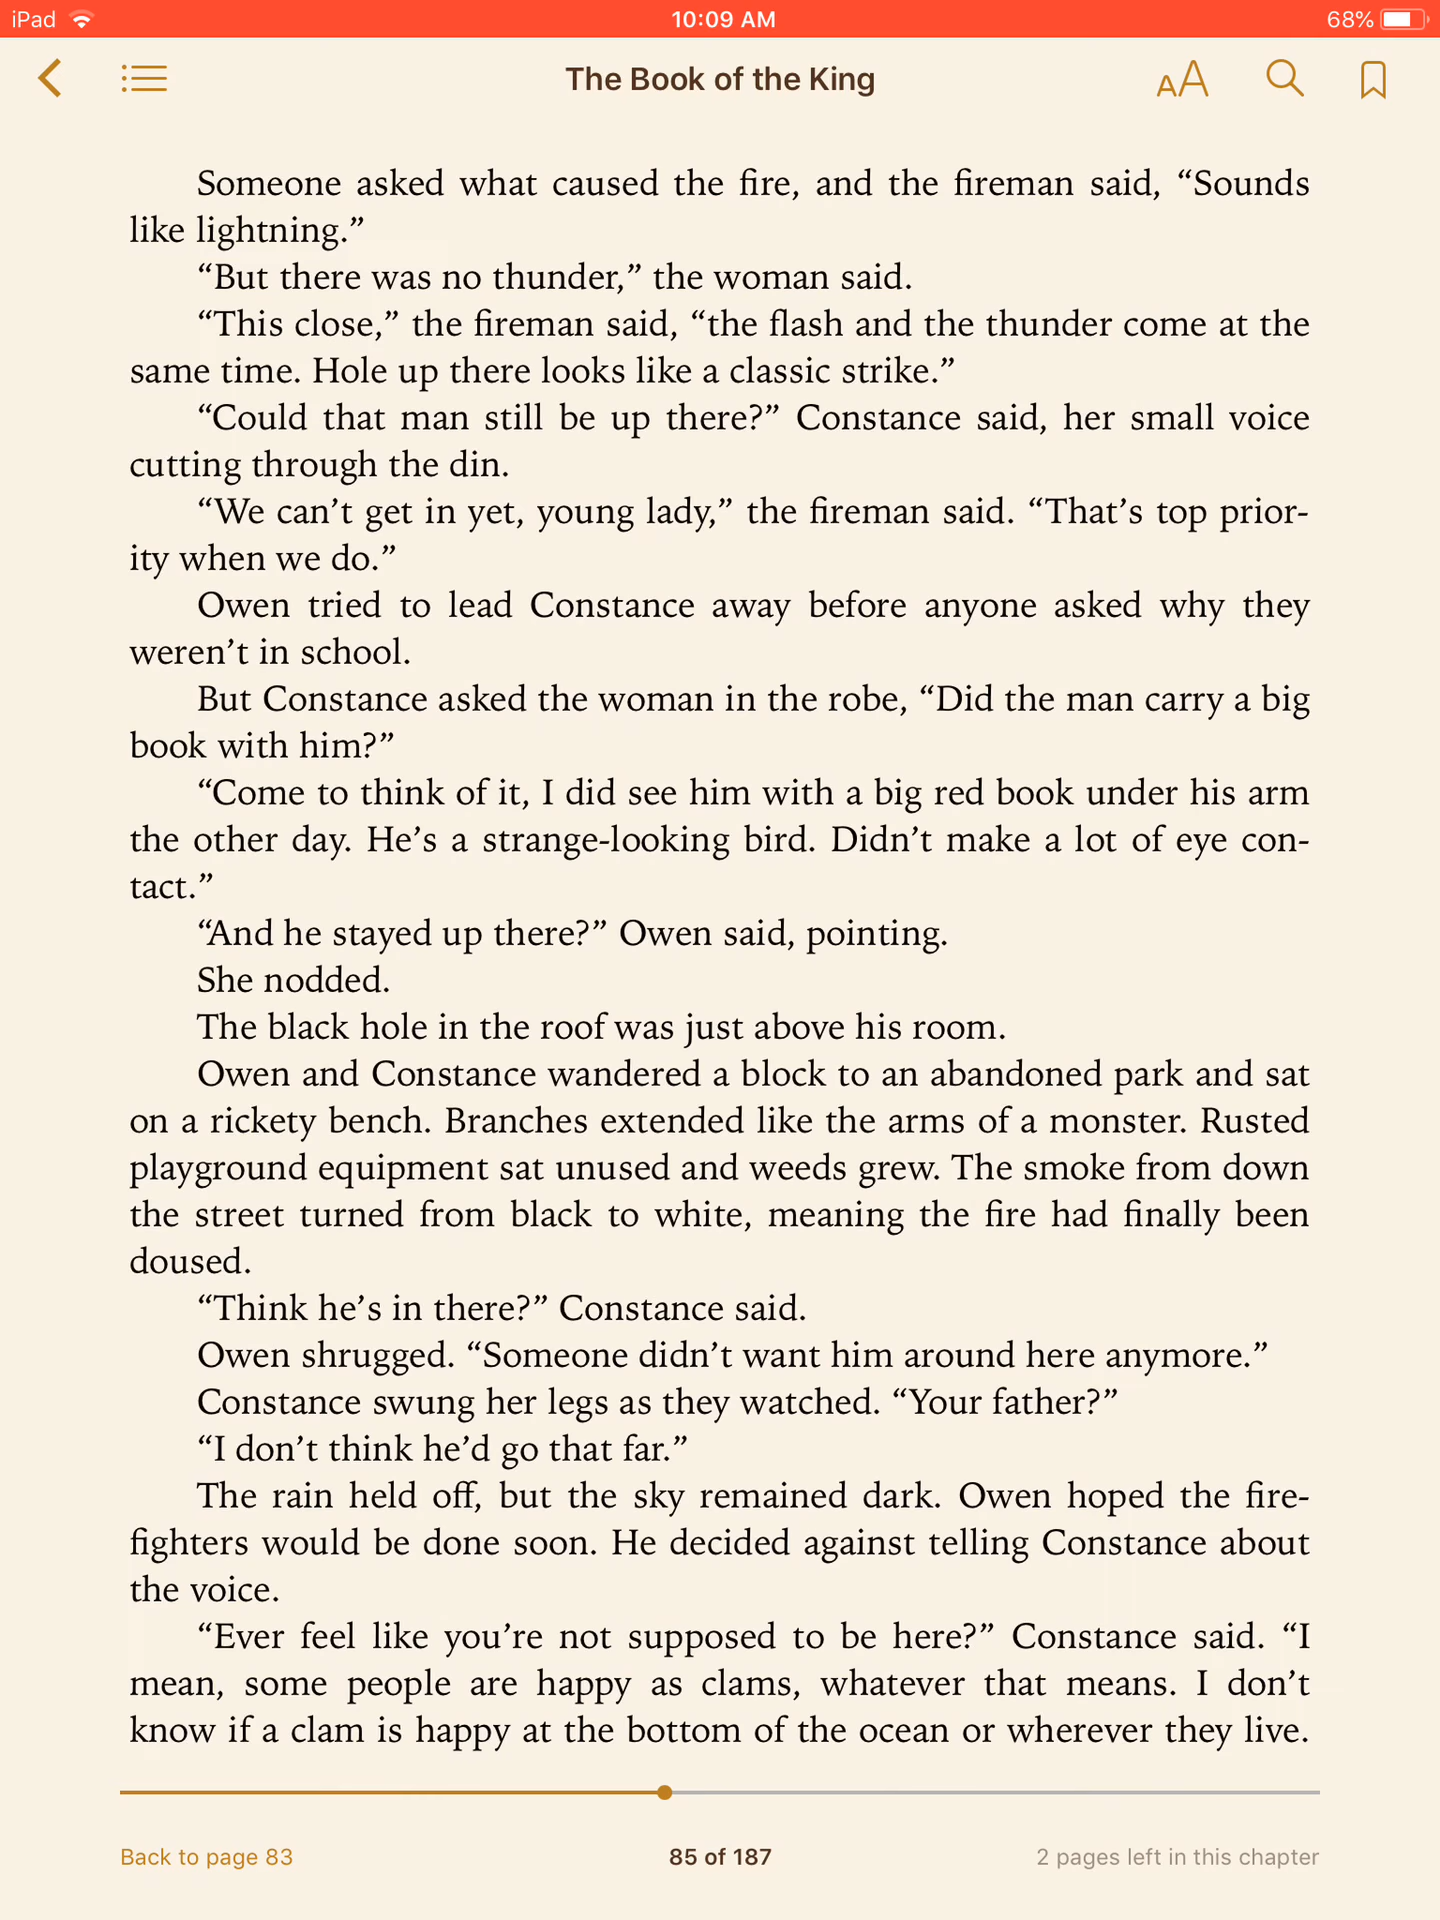 iPad
10:09 AM
68%
The Book of the King
AA
Someone asked what caused the fire, and the fireman said, “Sounds
like lightning.”
“But there was no thunder,” the woman said.
“This close,” the fireman said, “the flash and the thunder come at the
same time. Hole up there looks like a classic strike.”
“Could that man still be up there?” Constance said, her small voice
cutting through the din.
“We can’t get in yet, young lady,” the fireman said. “That’s top prior-
ity when we do.”
Owen tried to lead Constance away before anyone asked why they
weren’t in school.
But Constance asked the woman in the robe, “Did the man carry a big
book with him?”
“Come to think of it, I did see him with a big red book under his arm
the other day. He’s a strange-looking bird. Didn’t make a lot of eye con-
tact.”
“And he stayed up there?” Owen said, pointing.
She nodded.
The black hole in the roof was just above his room.
Owen and Constance wandered a block to an abandoned park and sat
on a rickety bench. Branches extended like the arms of a monster. Rusted
playground equipment sat unused and weeds grew. The smoke from down
the street turned from black to white, meaning the fire had finally been
doused.
“Think he’s in there?” Constance said.
Owen shrugged. “Someone didn’t want him around here anymore.”
Constance swung her legs as they watched. “Your father?”
“I don’t think he’d go that far.”
The rain held off, but the sky remained dark. Owen hoped the fire-
fighters would be done soon. He decided against telling Constance about
the voice.
“Ever feel like you’re not supposed to be here?” Constance said. “I
mean, some people are happy as clams, whatever that means. I don’t
know if a clam is happy at the bottom of the ocean or wherever they live.
Back to page 83
85 of 187
2 pages left in this chapter